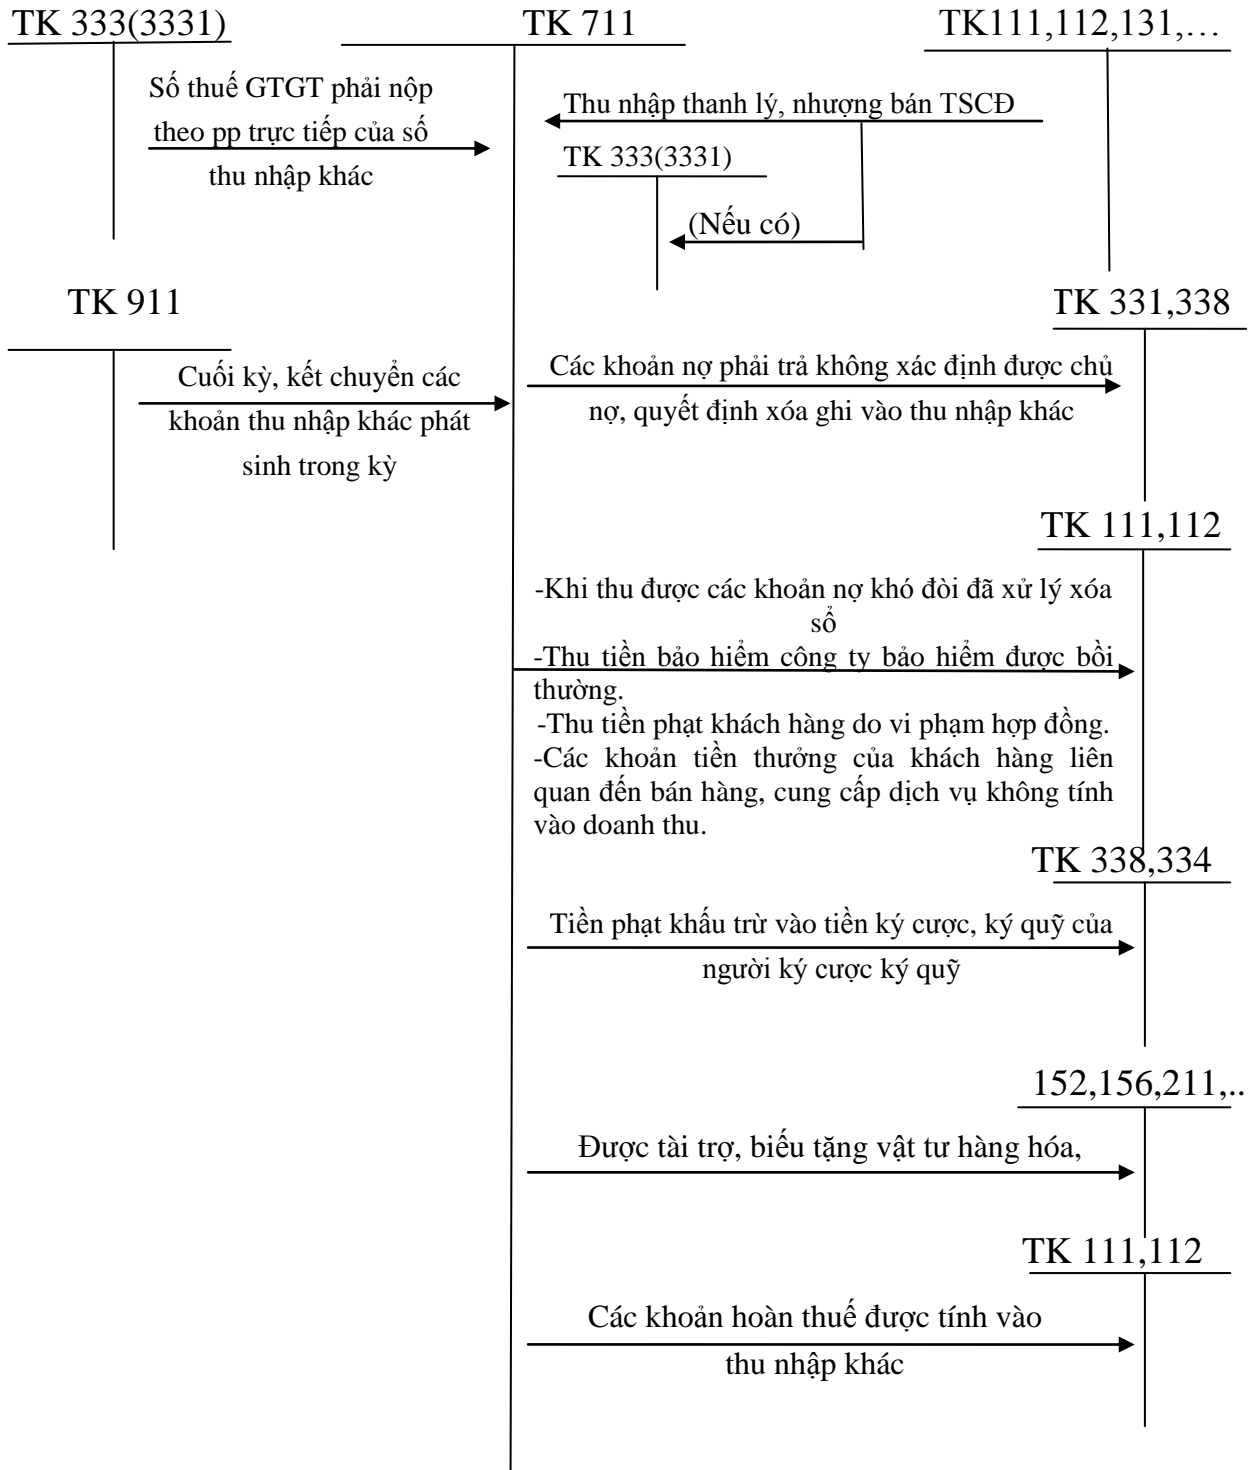 TK 333(3331)
TK 711
TK111,112,131,…
Số thuế GTGT phải nộp
theo pp trực tiếp của số
thu nhập khác
Thu nhập thanh lý, nhượng bán TSCĐ
TK 333(3331)
(Nếu có)
TK 911
TK 331,338
Cuối kỳ, kết chuyển các
khoản thu nhập khác phát
sinh trong kỳ
Các khoản nợ phải trả không xác định được chủ
nợ, quyết định xóa ghi vào thu nhập khác
TK 111,112
-Khi thu được các khoản nợ khó đòi đã xử lý xóa
sổ
-Thu tiền bảo hiểm công ty bảo hiểm được bồi
thường.
-Thu tiền phạt khách hàng do vi phạm hợp đồng.
-Các khoản tiền thưởng của khách hàng liên
quan đến bán hàng, cung cấp dịch vụ không tính
vào doanh thu.
TK 338,334
Tiền phạt khấu trừ vào tiền ký cược, ký quỹ của
người ký cược ký quỹ
152,156,211,..
Được tài trợ, biếu tặng vật tư hàng hóa,
TK 111,112
Các khoản hoàn thuế được tính vào
thu nhập khác